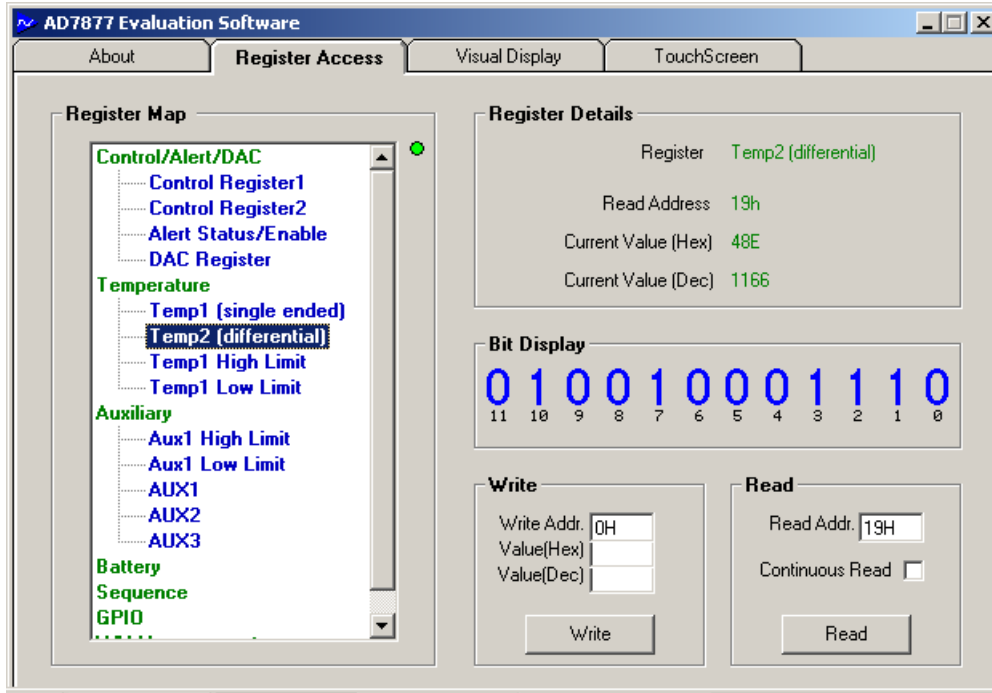 AD7877 Evaluation Software
About
Register Access
Visual Display
TouchScreen
Register Map
Control/Alert/DAC
Control Register1
Control Register2
Alert Status/Enable
DAC Register
Temperature
Temp1 (single ended)
Temp2 (differential)
Temp1 High Limit
Temp1 Low Limit
Auxiliary
Aux1 High Limit
Aux1 Low Limit
AUX1
AUX2
AUX3
Battery
Sequence
GPIO
Register Details
Register Temp2 (differential)
Read Address 19h
Current Value (Hex) 48E
Current Value (Dec) 1166
Bit Display
0 1 0 0 1 0 0 0 1 1 1 0
11 10 9 8 7 6 5 4 3 2 1 0
Write
Write Addr. 0H
Value(Hex)
Value(Dec)
Write
Read
Read Addr. 19H
Continuous Read
Read